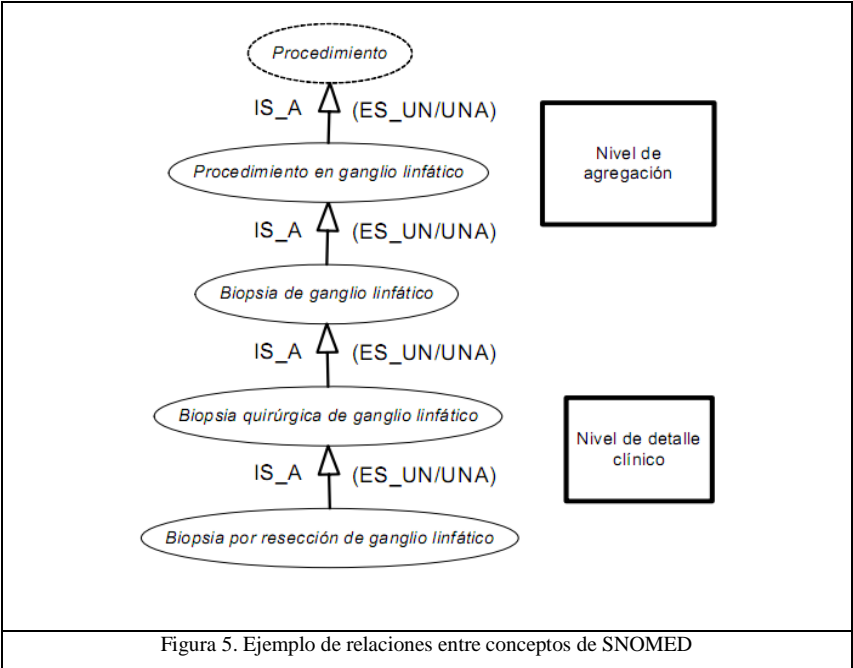 Procedimiento
IS_A (ES_UN/UNA)
Procedimiento en ganglio linfático
Nivel de
agregación
IS_A (ES_UN/UNA)
Biopsia de ganglio linfático
IS_A (ES_UN/UNA)
Biopsia quirúrgica de ganglio linfático
Nivel de detalle
clínico
IS_A (ES_UN/UNA)
Biopsia por resección de ganglio linfático
Figura 5. Ejemplo de relaciones entre conceptos de SNOMED